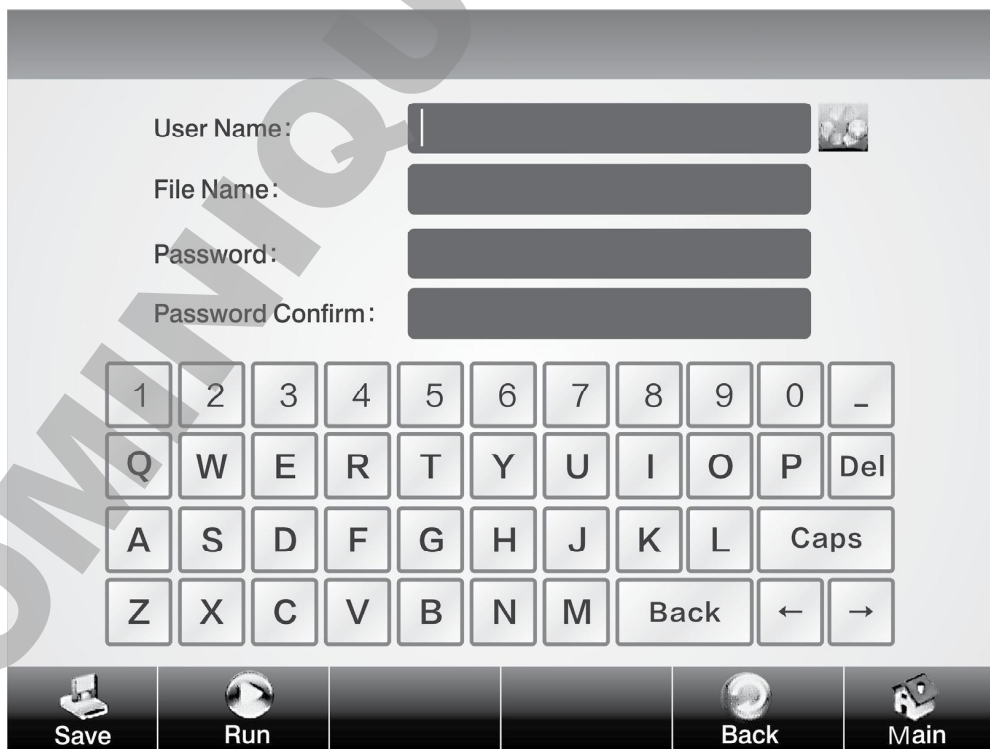 User Name:
File Name:
Password:
Password Confirm:
1 2 3 4 5 6 7 8 9 0 _
Q W E R T Y U I O P Del
A S D F G H J K L Caps
Z X C V B N M Back ← →
Save Run Back Main